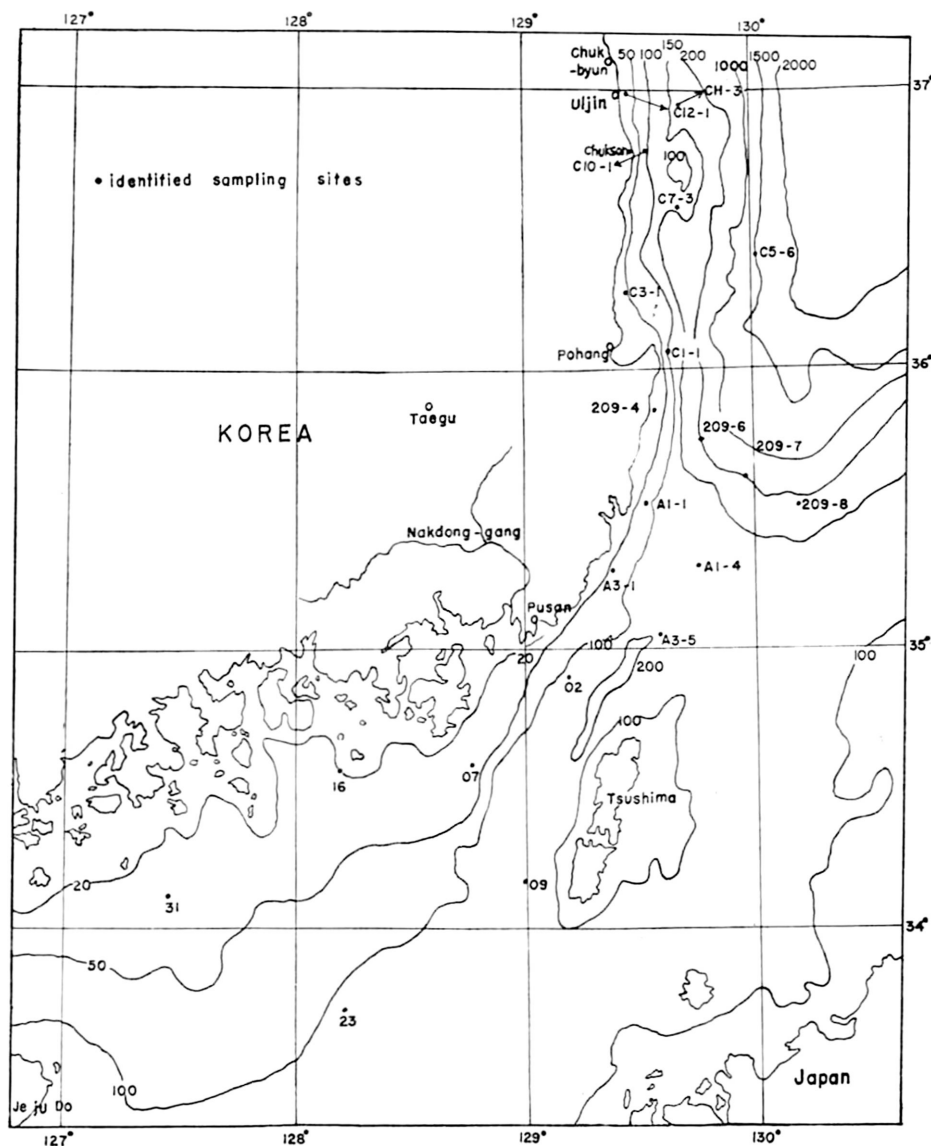 127° 128° 129° 130°
Chuk
-byun
50 100 150 200 1000 1500 2000
37°
CH-3
Uljin
C12-1
Chuksan
100
C10-1
• identified sampling sites
C7-3
C5-6
C3-1
Pohang
C1-1
36°
Taegu
209-4
KOREA
209-6
209-7
A1-1
209-8
Nakdong-gang
A1-4
A3-1
Pusan
20
100
A3-5
35°
200
100
02
100
16
07
Tsushima
20
31
09
34°
50
23
100
Japan
Je ju Do
127° 128° 129° 130°